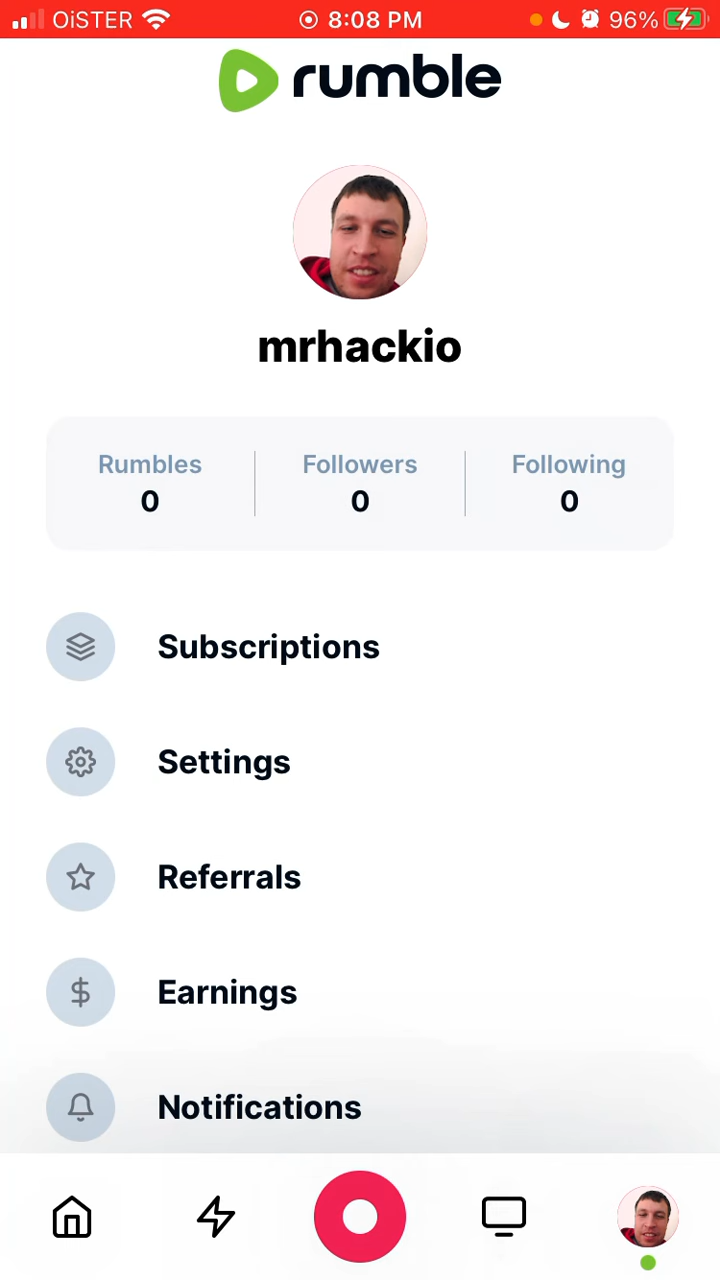 OiSTER 8:08 PM 96%
rumble
mrhackio
Rumbles Followers Following
0 0 0
Subscriptions
Settings
Referrals
Earnings
Notifications